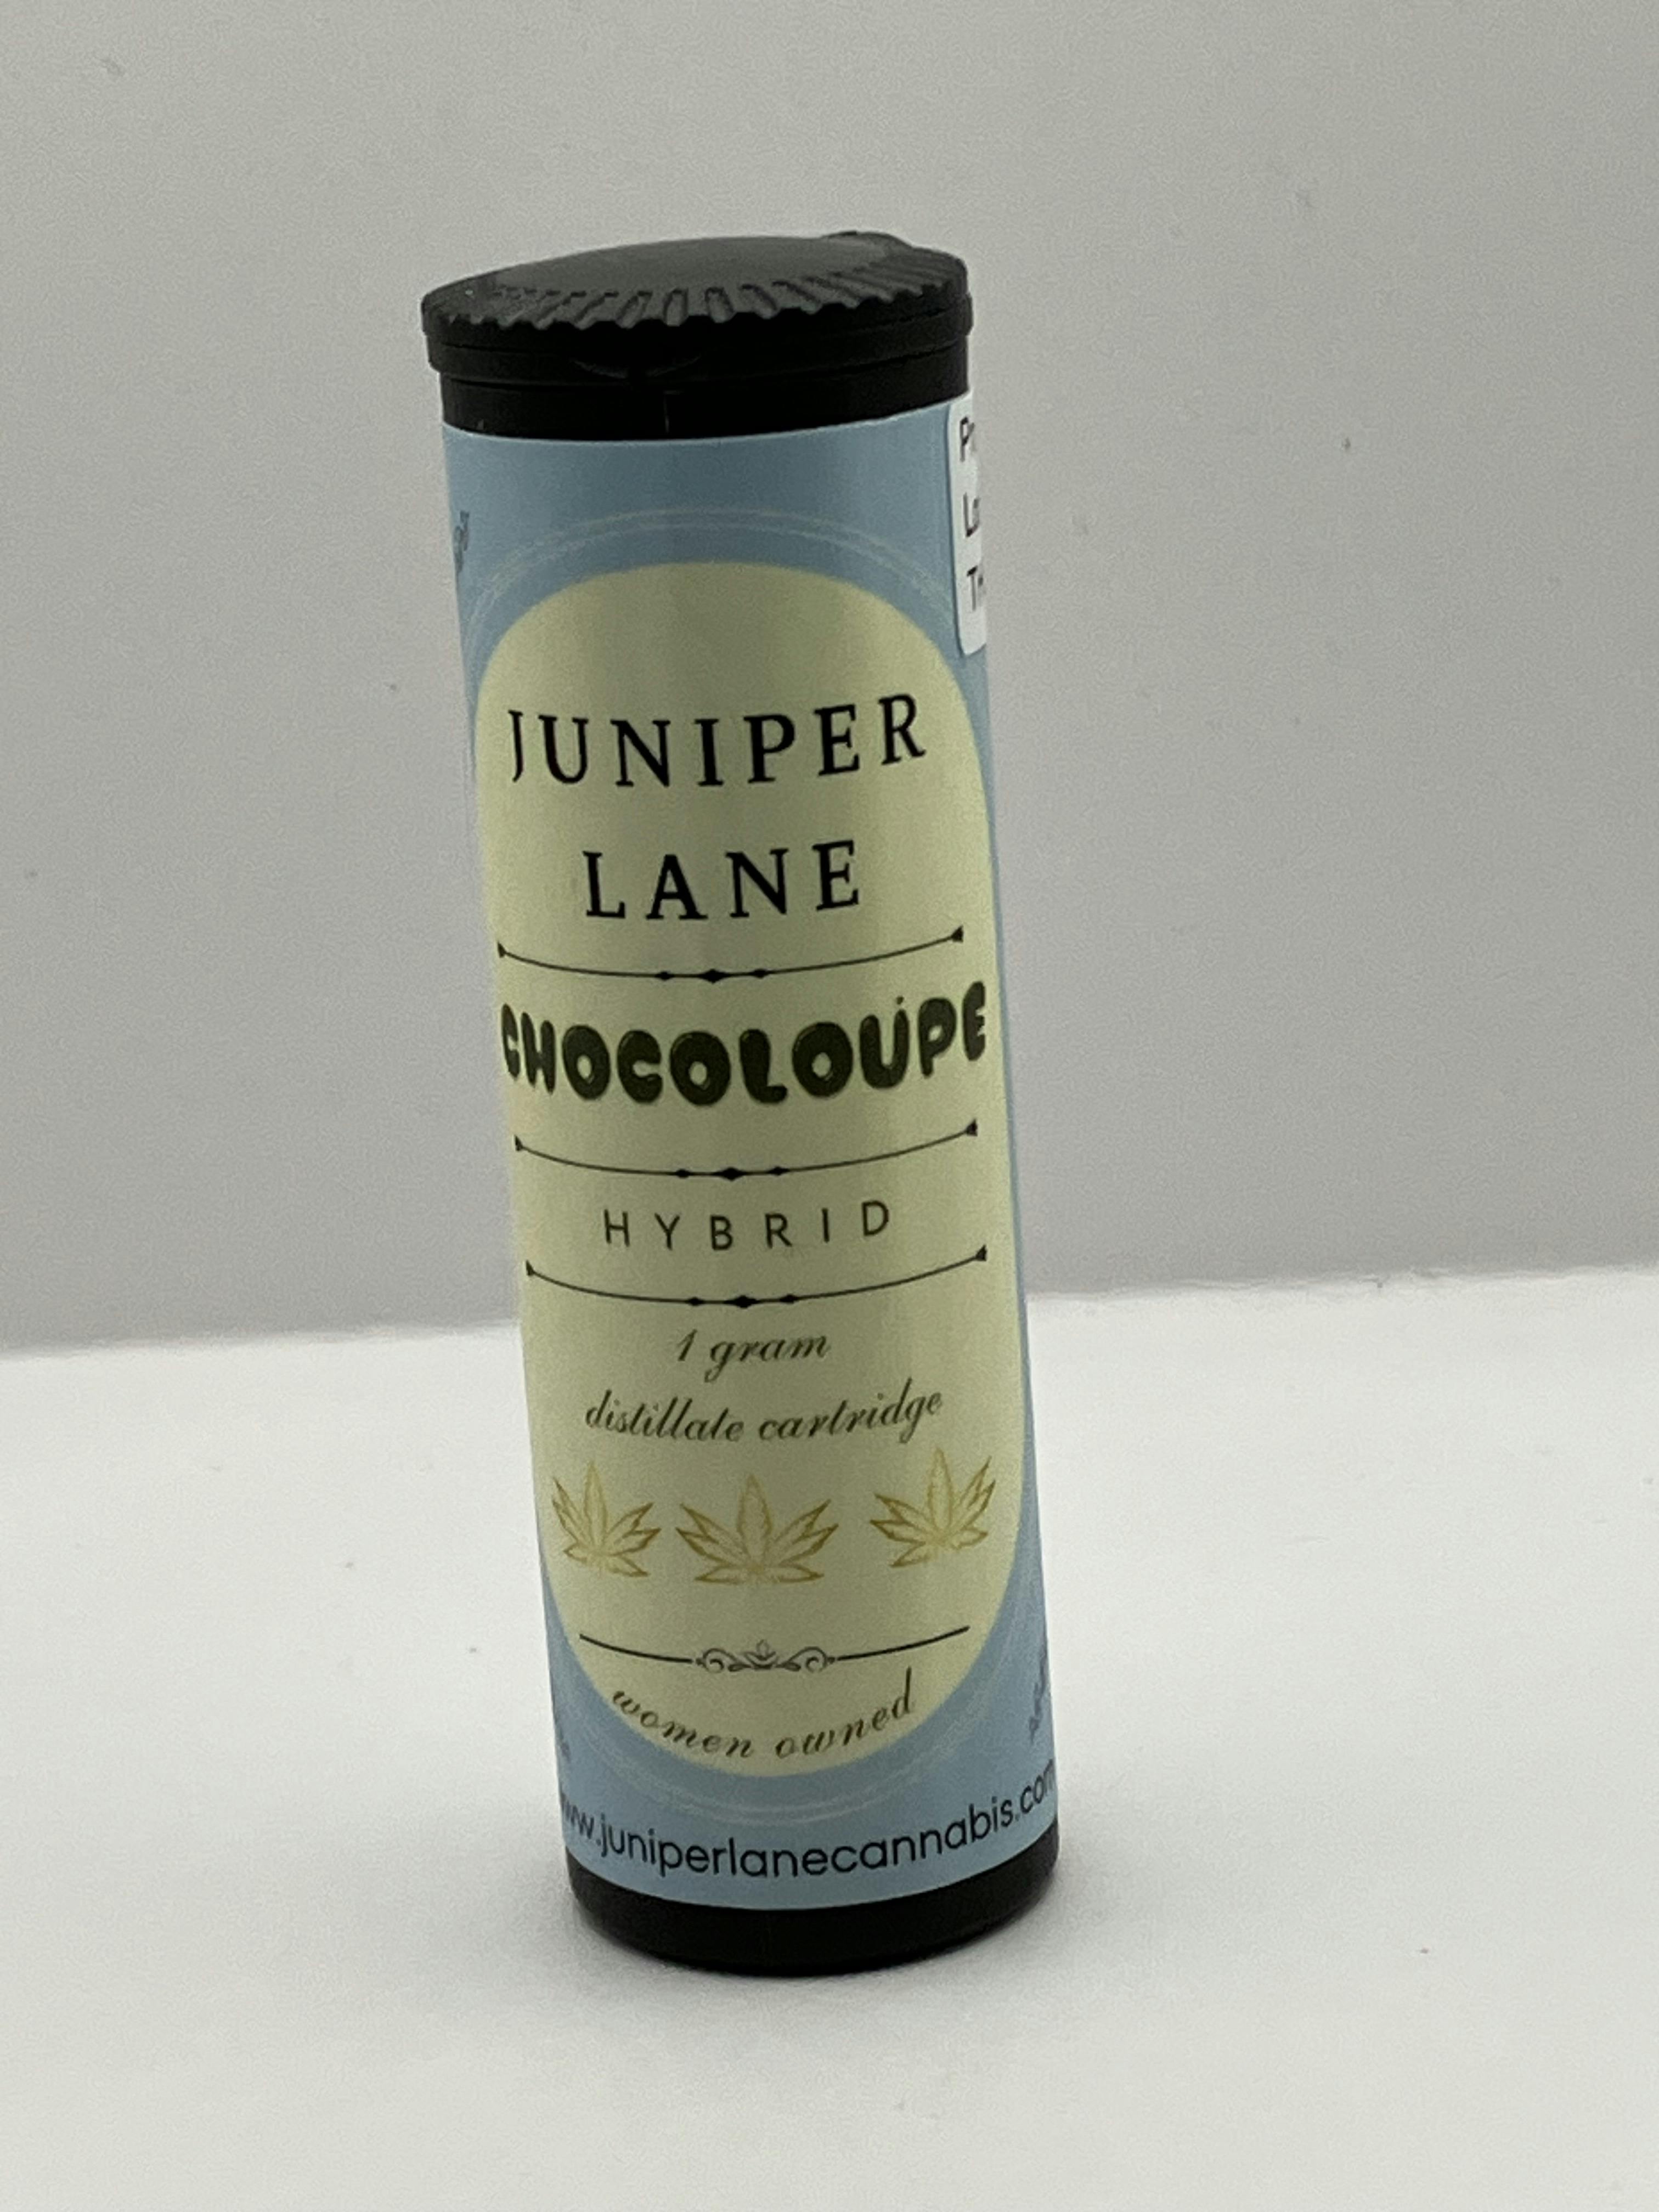 JUNIPER
LANE
CHOCOLOUPE
HYBRID
1 gram
distillate cartridge
women owned
www.juniperlanecannabis.com